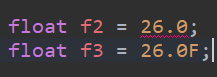 float f2 = 26.0;
float f3 = 26.0F;